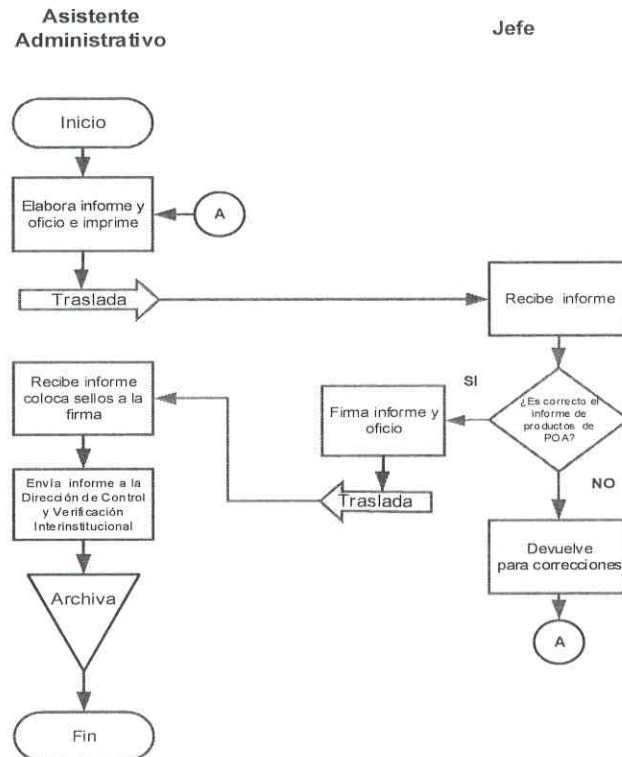 Asistente
Administrativo
Jefe
Inicio
Elabora informe y
oficio e imprime
A
Traslada
Recibe informe
¿Es correcto el
informe de
productos de
POA?
SI
NO
Firma informe y
oficio
Traslada
Recibe informe
coloca sellos a la
firma
Envía informe a la
Dirección de Control
y Verificación
Interinstitucional
Archiva
Fin
Devuelve
para correcciones
A